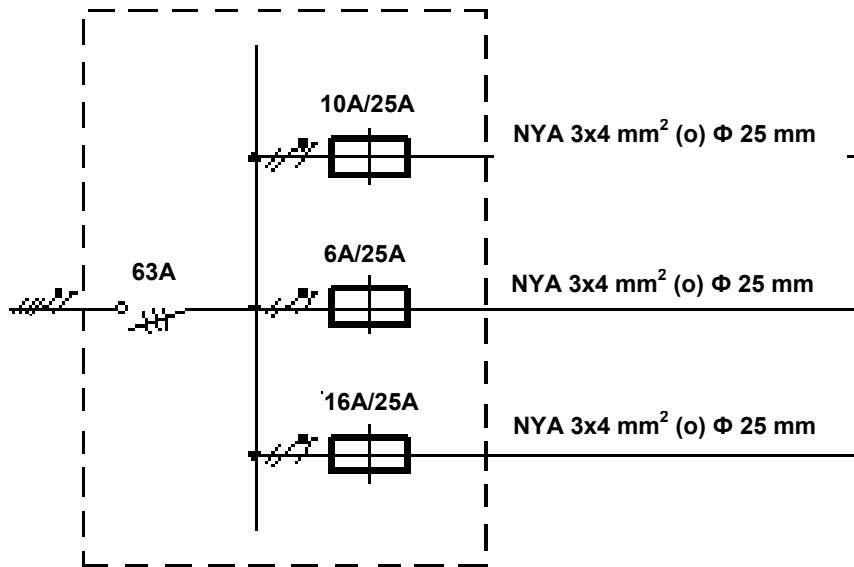 10A/25A
NYA 3x4 mm² (o) Φ 25 mm
63A
6A/25A
NYA 3x4 mm² (o) Φ 25 mm
16A/25A
NYA 3x4 mm² (o) Φ 25 mm